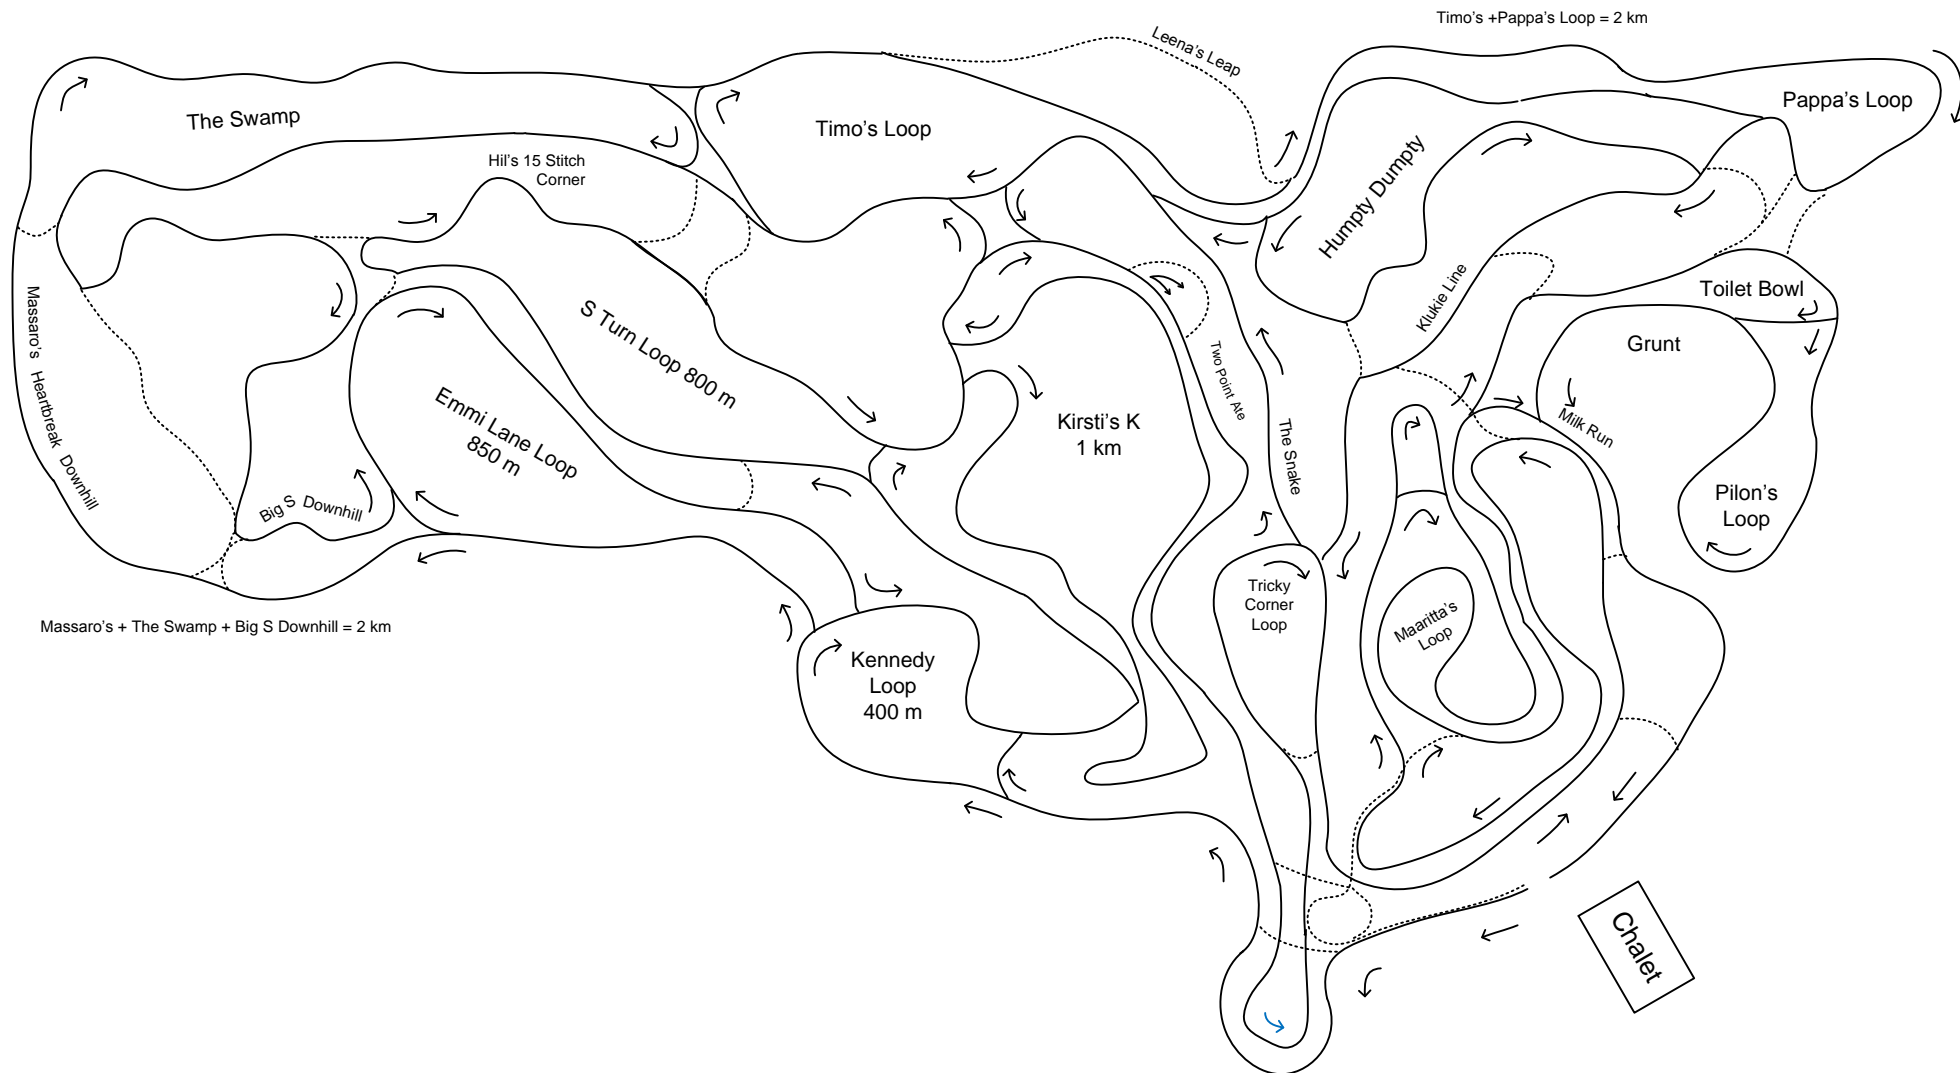 Timo's +Pappa's Loop = 2 km
Leena's Leap
Pappa's Loop
The Swamp
Timo's Loop
Hil's 15 Stitch
Corner
Humpty Dumpty
Toilet Bowl
Klukie Line
Grunt
Massaro's Heartbreak Downhill
S Turn Loop 800 m
Two Point Ate
Emmi Lane Loop
850 m
Kirsti's K
1 km
The Snake
Milk Run
Big S Downhill
Pilon's
Loop
Tricky
Corner
Loop
Maaritta's
Loop
Massaro's + The Swamp + Big S Downhill = 2 km
Kennedy
Loop
400 m
Chalet